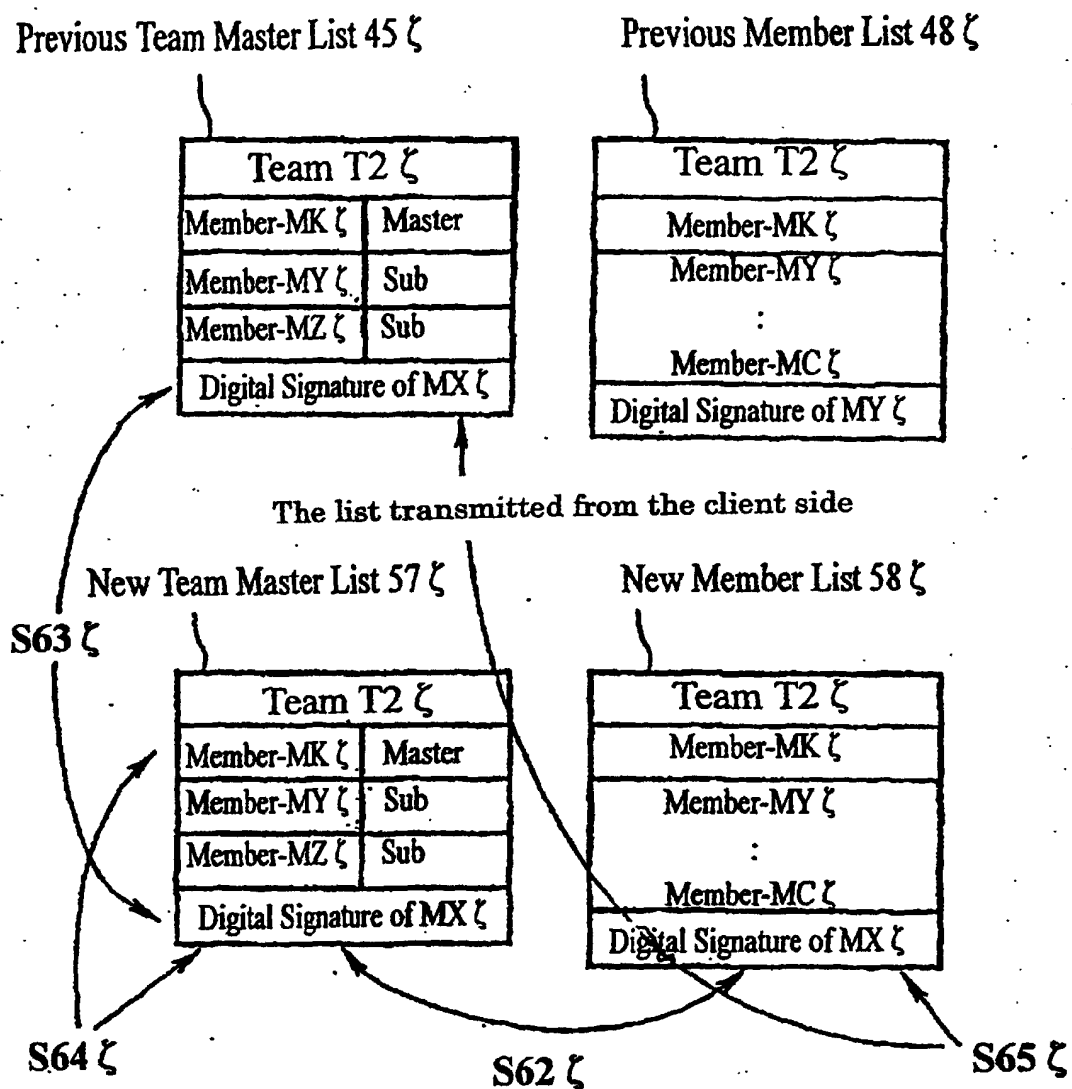 Previous Team Master List 45 ζ
Previous Member List 48 ζ
Team T2 ζ
Member-MK ζ Master
Member-MY ζ Sub
Member-MZ ζ Sub
Digital Signature of MX ζ
Team T2 ζ
Member-MK ζ
Member-MY ζ
:
Member-MC ζ
Digital Signature of MY ζ
The list transmitted from the client side
New Team Master List 57 ζ
New Member List 58 ζ
S63 ζ
Team T2 ζ
Member-MK ζ Master
Member-MY ζ Sub
Member-MZ ζ Sub
Digital Signature of MX ζ
Team T2 ζ
Member-MK ζ
Member-MY ζ
:
Member-MC ζ
Digital Signature of MX ζ
S64 ζ
S62 ζ
S65 ζ